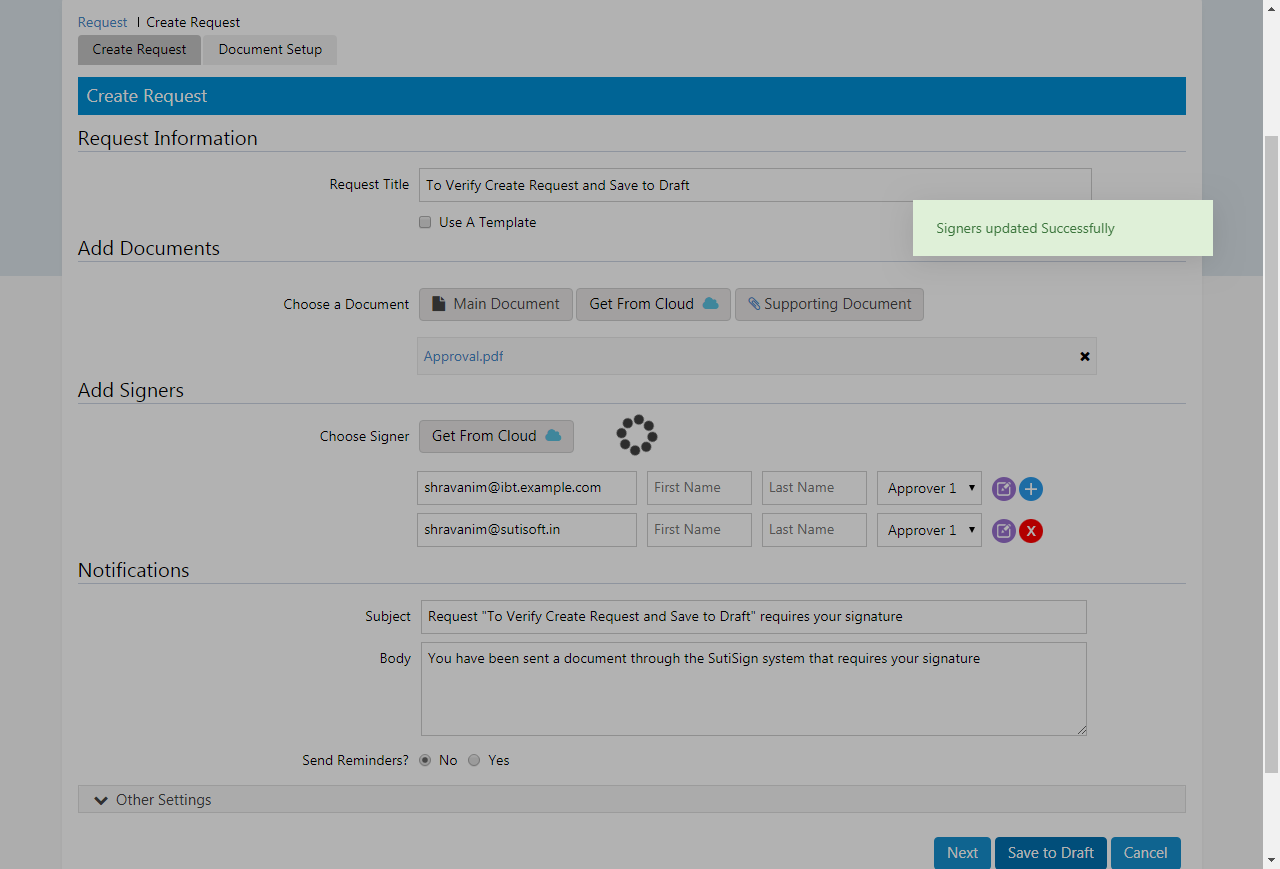 Request | Create Request
Create Request Document Setup
Create Request
Request Information
Request Title To Verify Create Request and Save to Draft
Use A Template
Signers updated Successfully
Add Documents
Choose a Document Main Document Get From Cloud Supporting Document
Approval.pdf
Add Signers
Choose Signer Get From Cloud
shravanim@ibt.example.com First Name Last Name Approver 1
shravanim@sutisoft.in First Name Last Name Approver 1 X
Notifications
Subject Request "To Verify Create Request and Save to Draft" requires your signature
Body You have been sent a document through the SutiSign system that requires your signature
Send Reminders? No Yes
Other Settings
Next Save to Draft Cancel